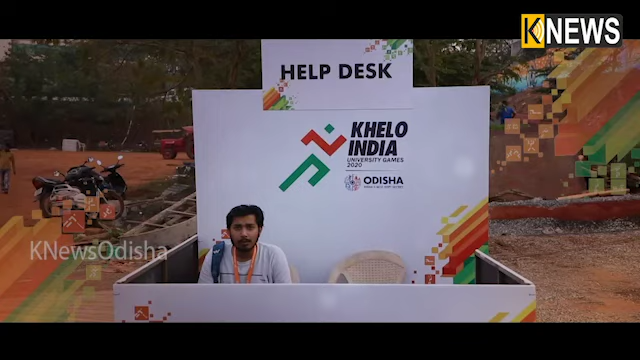 KNEWS
HELP DESK
KHELO
INDIA
UNIVERSITY GAMES
2020
ODISHA
KNewsOdisha